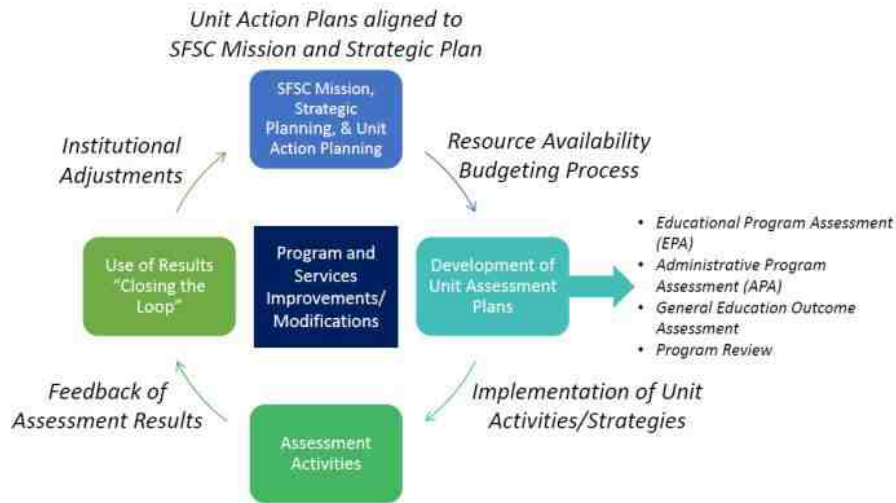 Unit Action Plans aligned to
SFSC Mission and Strategic Plan
SFSC Mission,
Strategic
Planning, & Unit
Action Planning
Institutional
Adjustments
Resource Availability
Budgeting Process
Use of Results
"Closing the
Loop"
Program and
Services
Improvements/
Modifications
Development of
Unit Assessment
Plans
• Educational Program Assessment
(EPA)
• Administrative Program
Assessment (APA)
• General Education Outcome
Assessment
• Program Review
Feedback of
Assessment Results
Implementation of Unit
Activities/Strategies
Assessment
Activities